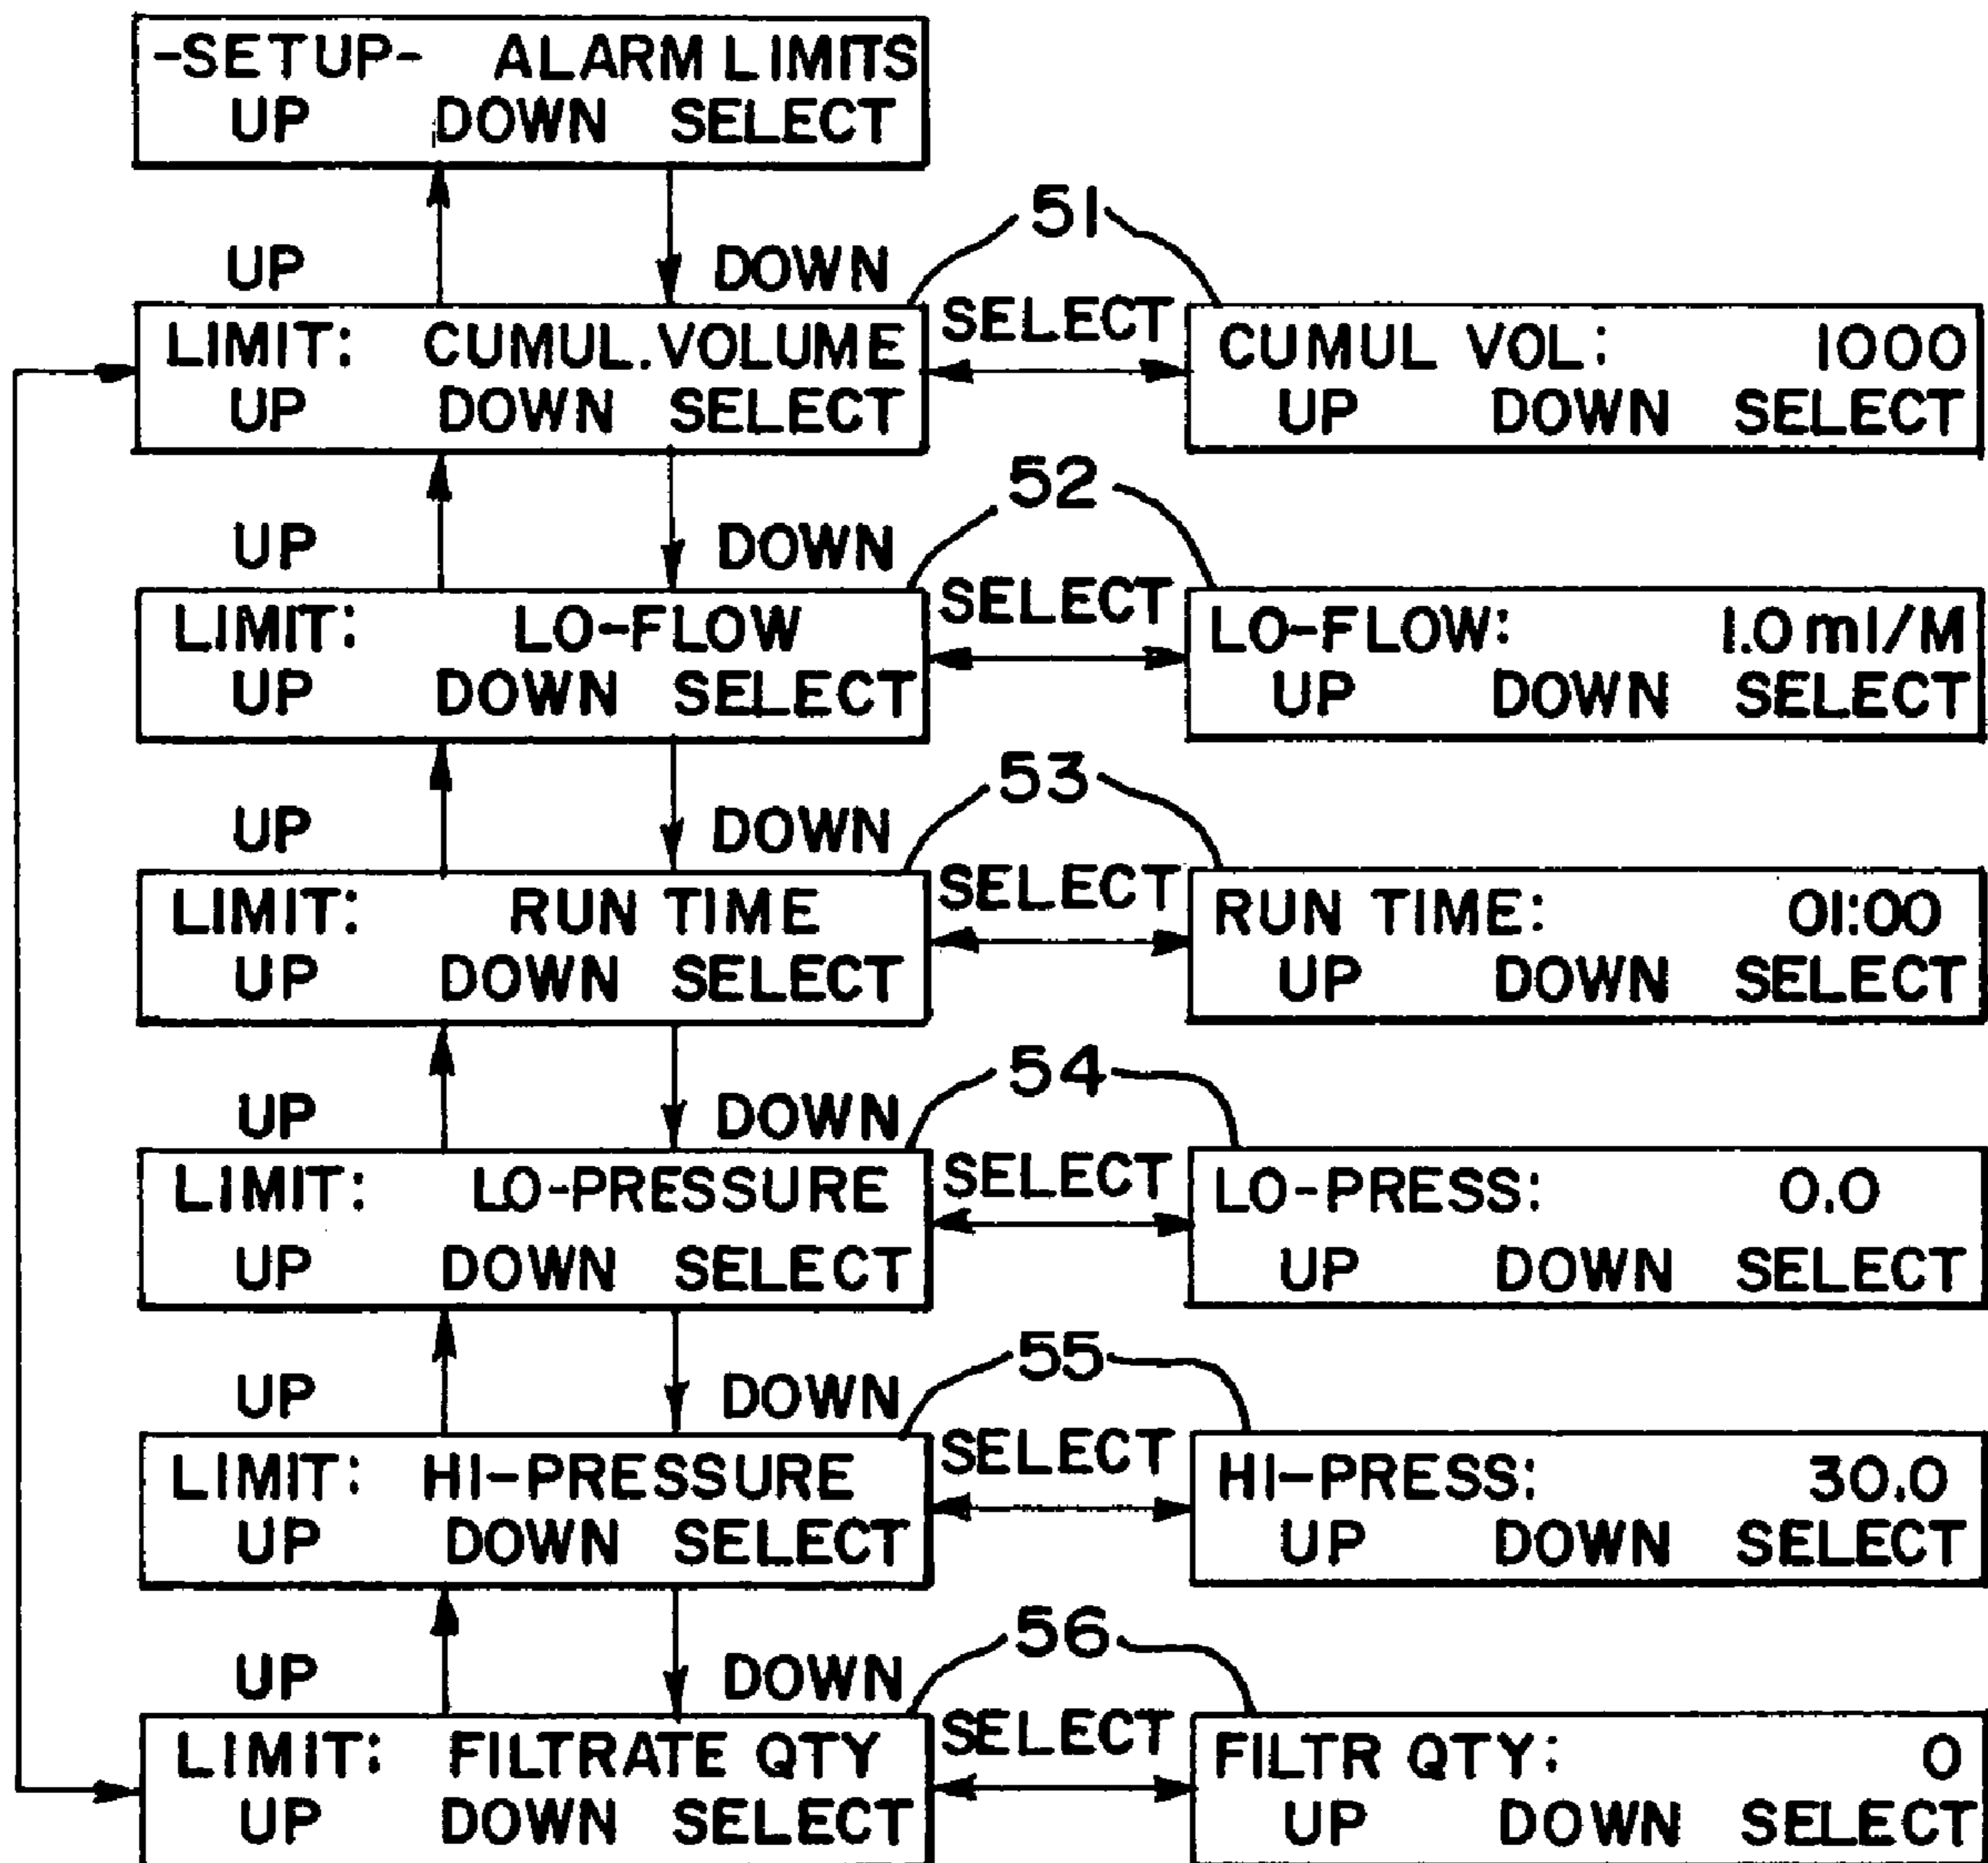 -SETUP- ALARM LIMITS
UP DOWN SELECT
UP DOWN
51
SELECT
LIMIT: CUMUL.VOLUME
UP DOWN SELECT
CUMUL VOL: 1000
UP DOWN SELECT
52
UP DOWN
SELECT
LIMIT: LO-FLOW
UP DOWN SELECT
LO-FLOW: 1.0 ml/M
UP DOWN SELECT
53
UP DOWN
SELECT
LIMIT: RUN TIME
UP DOWN SELECT
RUN TIME: 01:00
UP DOWN SELECT
54
UP DOWN
SELECT
LIMIT: LO-PRESSURE
UP DOWN SELECT
LO-PRESS: 0.0
UP DOWN SELECT
55
UP DOWN
SELECT
LIMIT: HI-PRESSURE
UP DOWN SELECT
HI-PRESS: 30.0
UP DOWN SELECT
56
UP DOWN
SELECT
LIMIT: FILTRATE QTY
UP DOWN SELECT
FILTR QTY: 0
UP DOWN SELECT